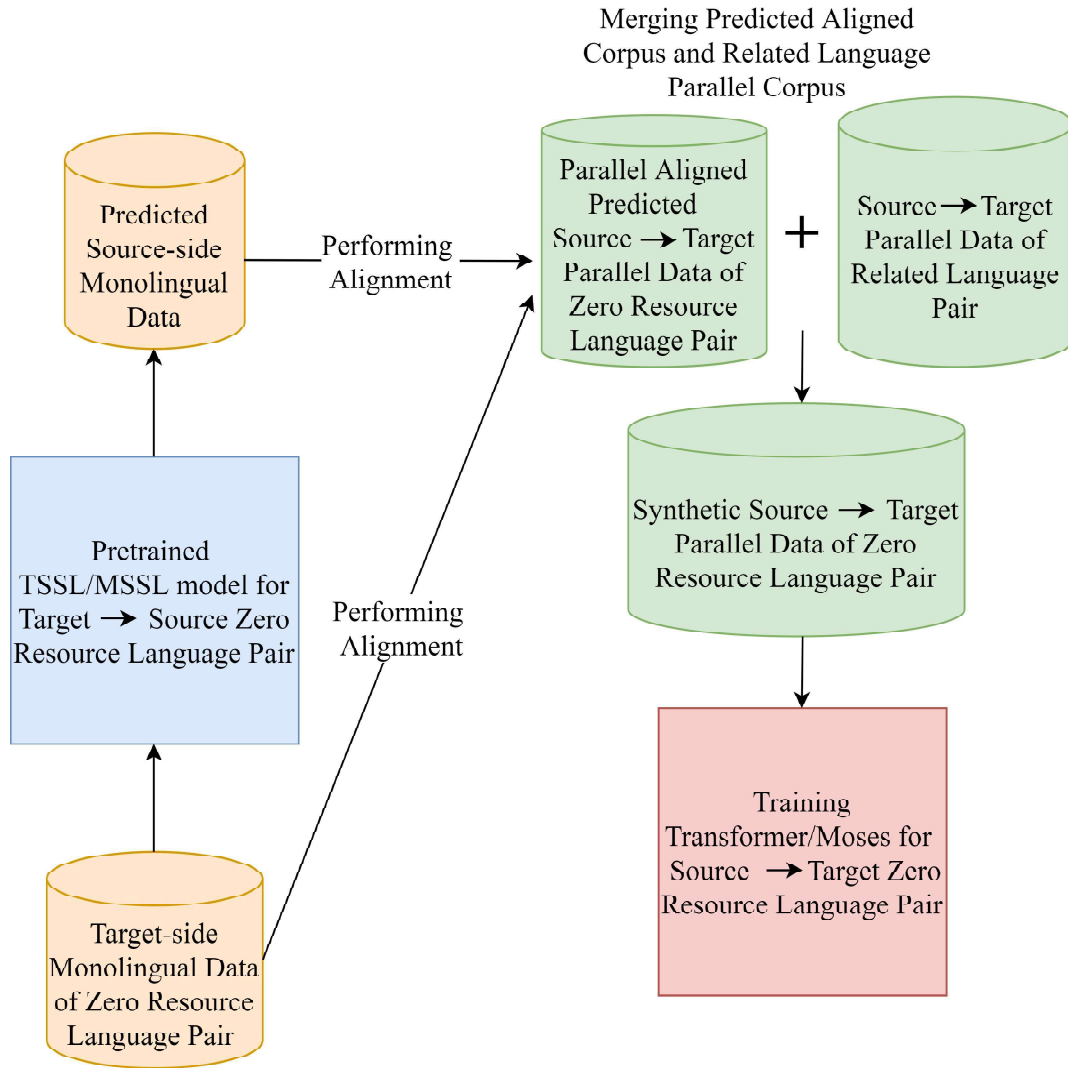 Merging Predicted Aligned
Corpus and Related Language
Parallel Corpus
Predicted
Source-side
Monolingual
Data
Performing
Alignment
Parallel Aligned
Predicted
Source → Target
Parallel Data of
Zero Resource
Language Pair
+
Source → Target
Parallel Data of
Related Language
Pair
Synthetic Source → Target
Parallel Data of Zero
Resource Language Pair
Pretrained
TSSL/MSSL model for
Target → Source Zero
Resource Language Pair
Performing
Alignment
Training
Transformer/Moses for
Source → Target Zero
Resource Language Pair
Target-side
Monolingual Data
of Zero Resource
Language Pair